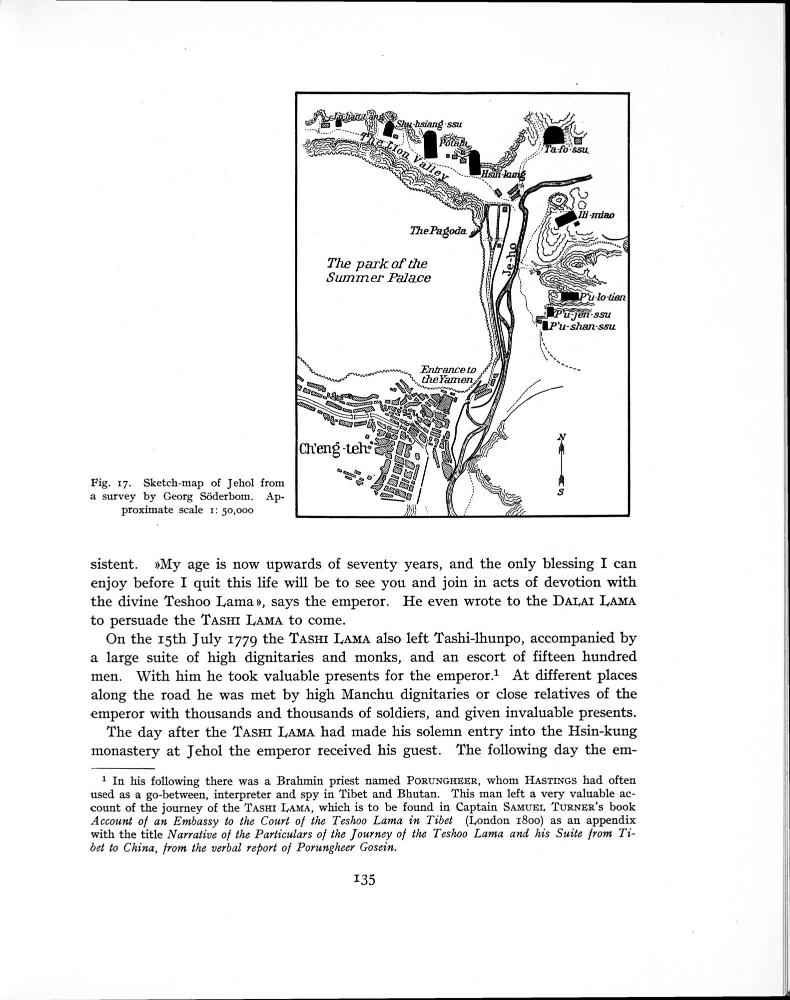 Shu-hsiang-ssu
Potala
Ta-fo-ssu
The Lion Valley
Hsin-kung
Ili-miao
The Pagoda
Je-ho
The park of the
Summer Palace
P'u-lo-tien
P'u-jen-ssu
P'u-shan-ssu
Entrance to
the Yamen
Ch'eng-teh
N
S
Fig. 17. Sketch-map of Jehol from
a survey by Georg Söderbom. Ap-
proximate scale 1: 50,000
sistent. »My age is now upwards of seventy years, and the only blessing I can
enjoy before I quit this life will be to see you and join in acts of devotion with
the divine Teshoo Lama», says the emperor. He even wrote to the DALAI LAMA
to persuade the TASHI LAMA to come.
On the 15th July 1779 the TASHI LAMA also left Tashi-lhunpo, accompanied by
a large suite of high dignitaries and monks, and an escort of fifteen hundred
men. With him he took valuable presents for the emperor.¹ At different places
along the road he was met by high Manchu dignitaries or close relatives of the
emperor with thousands and thousands of soldiers, and given invaluable presents.
The day after the TASHI LAMA had made his solemn entry into the Hsin-kung
monastery at Jehol the emperor received his guest. The following day the em-
¹ In his following there was a Brahmin priest named PORUNGHEER, whom HASTINGS had often
used as a go-between, interpreter and spy in Tibet and Bhutan. This man left a very valuable ac-
count of the journey of the TASHI LAMA, which is to be found in Captain SAMUEL TURNER's book
Account of an Embassy to the Court of the Teshoo Lama in Tibet (London 1800) as an appendix
with the title Narrative of the Particulars of the Journey of the Teshoo Lama and his Suite from Ti-
bet to China, from the verbal report of Porungheer Gosein.
135